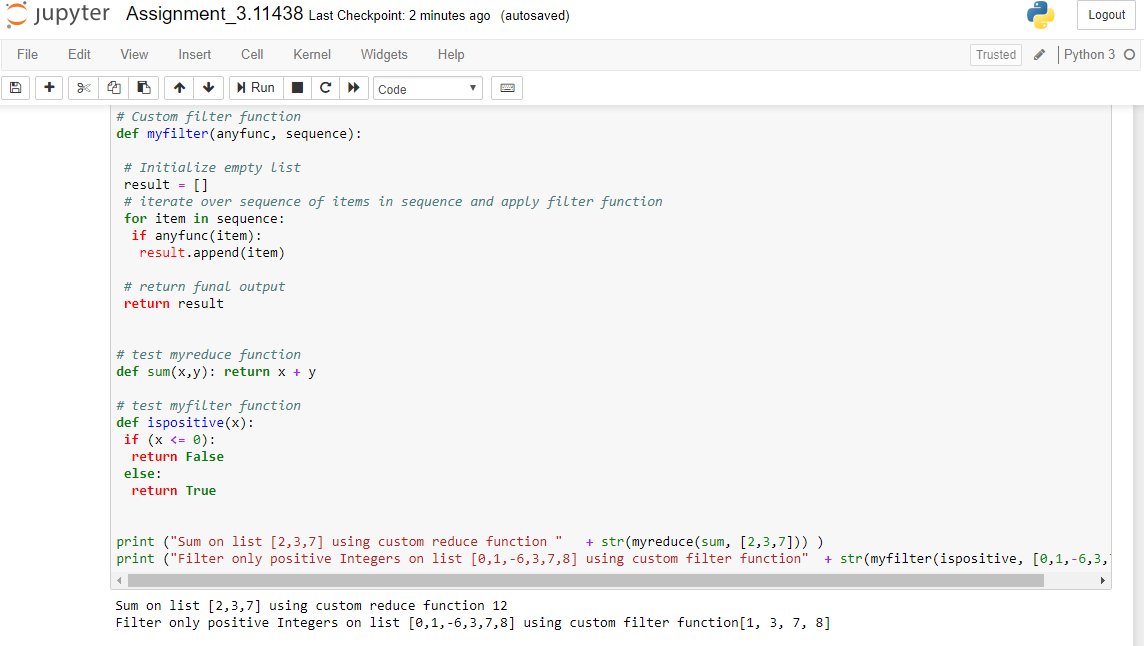 jupyter Assignment_3.11438 Last Checkpoint: 2 minutes ago (autosaved) Logout
File Edit View Insert Cell Kernel Widgets Help Trusted Python 3
Run Code
# Custom filter function
def myfilter(anyfunc, sequence):
# Initialize empty list
result = []
# iterate over sequence of items in sequence and apply filter function
for item in sequence:
if anyfunc(item):
result.append(item)
# return funal output
return result
# test myreduce function
def sum(x,y): return x + y
# test myfilter function
def ispositive(x):
if (x <= 0):
return False
else:
return True
print ("Sum on list [2,3,7] using custom reduce function "   + str(myreduce(sum, [2,3,7])) )
print ("Filter only positive Integers on list [0,1,-6,3,7,8] using custom filter function"  + str(myfilter(ispositive, [0,1,-6,3,
Sum on list [2,3,7] using custom reduce function 12
Filter only positive Integers on list [0,1,-6,3,7,8] using custom filter function[1, 3, 7, 8]